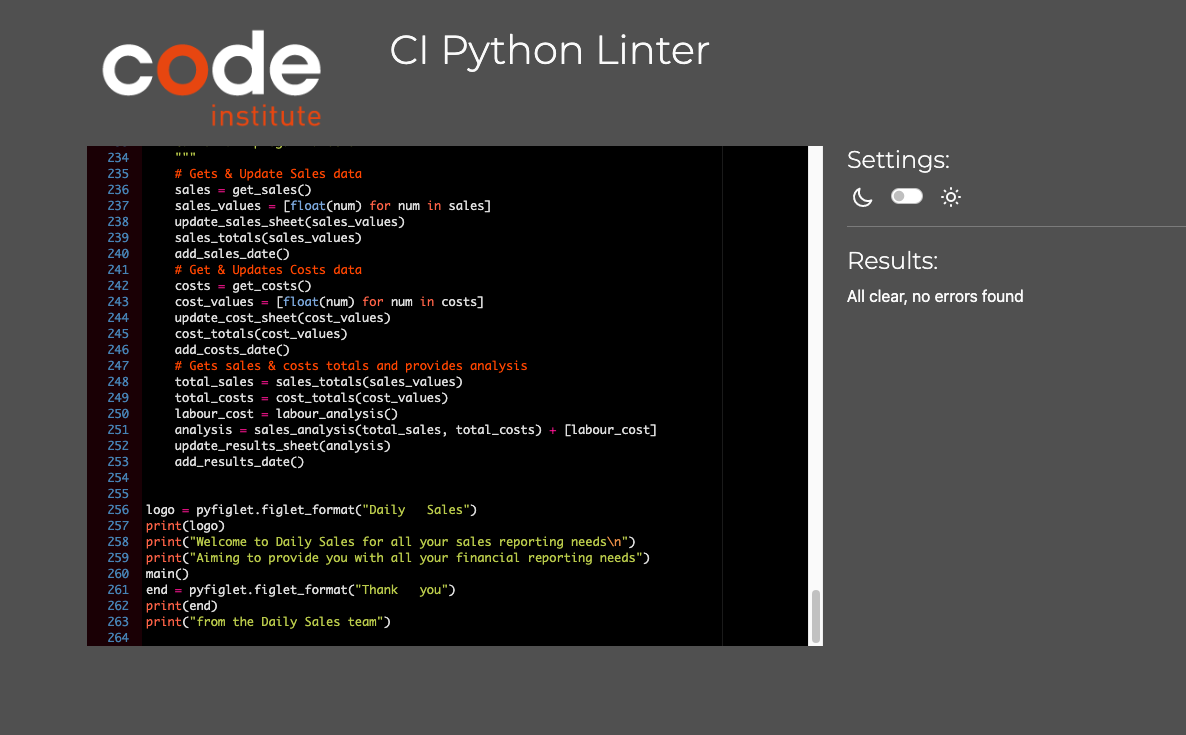 code
institute
CI Python Linter
234     """
235     # Gets & Update Sales data
236     sales = get_sales()
237     sales_values = [float(num) for num in sales]
238     update_sales_sheet(sales_values)
239     sales_totals(sales_values)
240     add_sales_date()
241     # Get & Updates Costs data
242     costs = get_costs()
243     cost_values = [float(num) for num in costs]
244     update_cost_sheet(cost_values)
245     cost_totals(cost_values)
246     add_costs_date()
247     # Gets sales & costs totals and provides analysis
248     total_sales = sales_totals(sales_values)
249     total_costs = cost_totals(cost_values)
250     labour_cost = labour_analysis()
251     analysis = sales_analysis(total_sales, total_costs) + [labour_cost]
252     update_results_sheet(analysis)
253     add_results_date()
254
255
256 logo = pyfiglet.figlet_format("Daily   Sales")
257 print(logo)
258 print("Welcome to Daily Sales for all your sales reporting needs\n")
259 print("Aiming to provide you with all your financial reporting needs")
260 main()
261 end = pyfiglet.figlet_format("Thank   you")
262 print(end)
263 print("from the Daily Sales team")
264
Settings:
Results:
All clear, no errors found